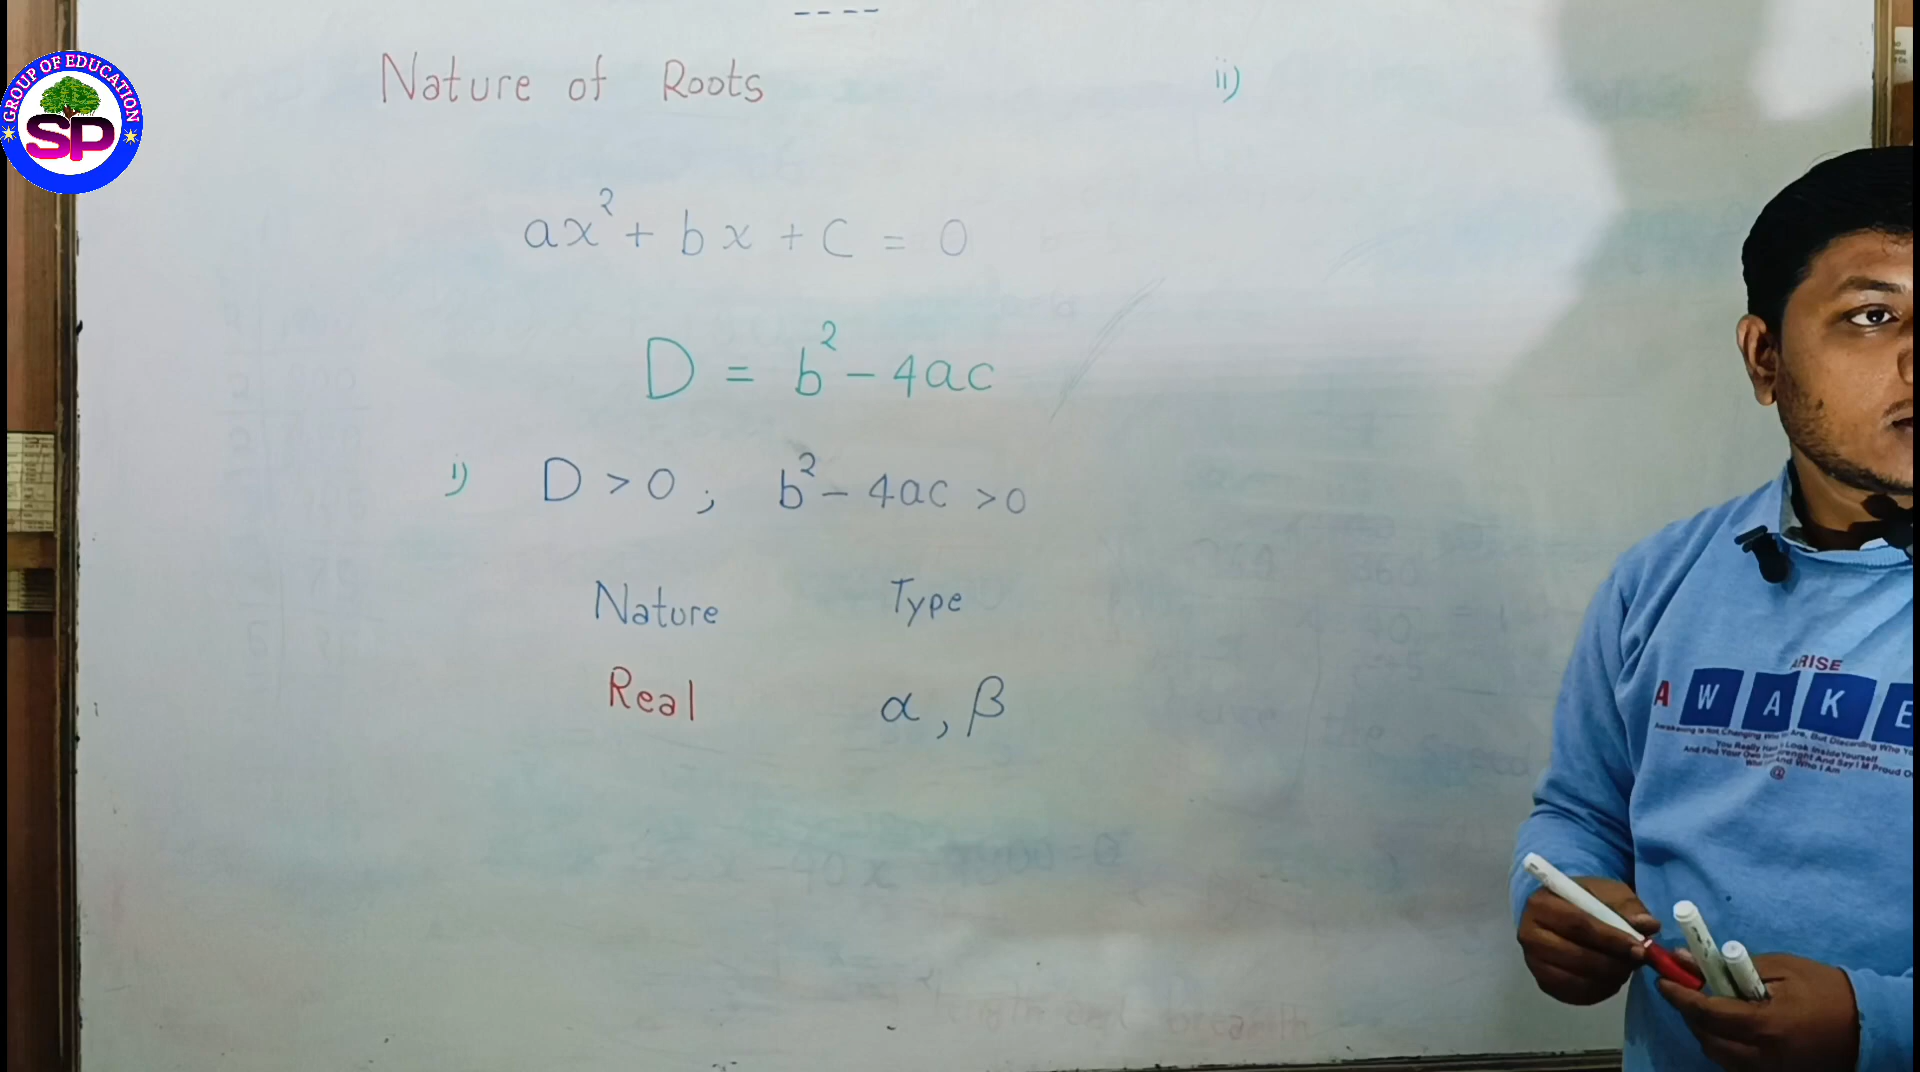 GROUP OF EDUCATION
SP
Nature of Roots
ax² + bx + c = 0
D = b² - 4ac
i) D > 0 ; b² - 4ac > 0
Nature Type
Real α , β
ii)
ARISE
A W A K E